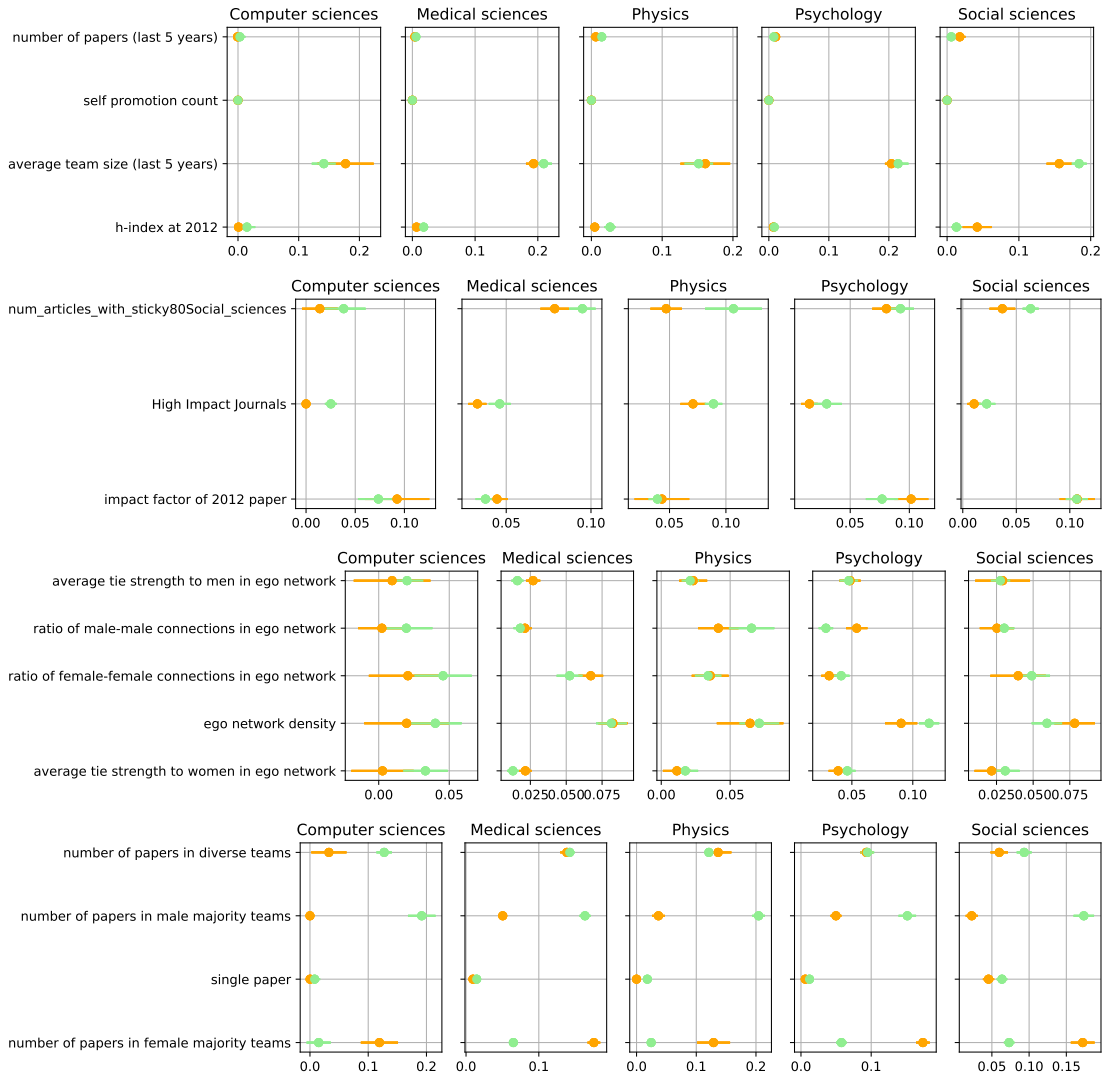 Computer sciences Medical sciences Physics Psychology Social sciences
number of papers (last 5 years)
self promotion count
average team size (last 5 years)
h-index at 2012
0.0 0.2 0.0 0.1 0.2 0.0 0.1 0.2 0.0 0.1 0.2 0.0 0.1 0.2
Computer sciences Medical sciences Physics Psychology Social sciences
num_articles_with_sticky80Social_sciences
High Impact Journals
impact factor of 2012 paper
0.00 0.10 0.05 0.10 0.05 0.10 0.05 0.10 0.00 0.05 0.10
Computer sciences Medical sciences Physics Psychology Social sciences
average tie strength to men in ego network
ratio of male-male connections in ego network
ratio of female-female connections in ego network
ego network density
average tie strength to women in ego network
0.00 0.05 0.025 0.050 0.075 0.00 0.05 0.05 0.10 0.025 0.050 0.075
Computer sciences Medical sciences Physics Psychology Social sciences
number of papers in diverse teams
number of papers in male majority teams
single paper
number of papers in female majority teams
0.0 0.1 0.2 0.1 0.0 0.1 0.2 0.0 0.1 0.05 0.10 0.15